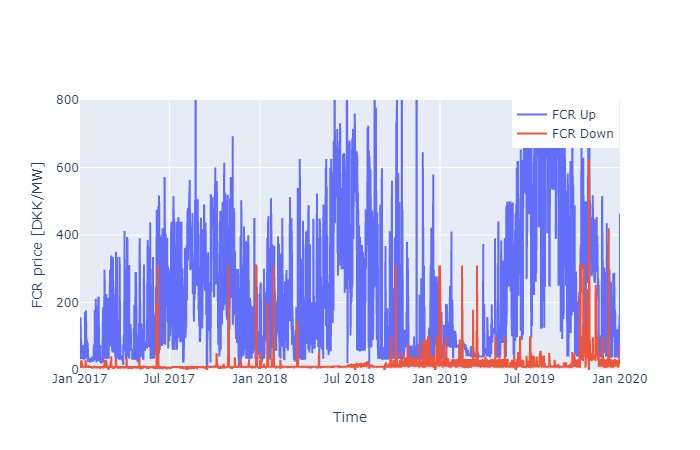 FCR price [DKK/MW]
800
600
400
200
0
Jan 2017
Jul 2017
Jan 2018
Jul 2018
Jan 2019
Jul 2019
Jan 2020
Time
FCR Up
FCR Down